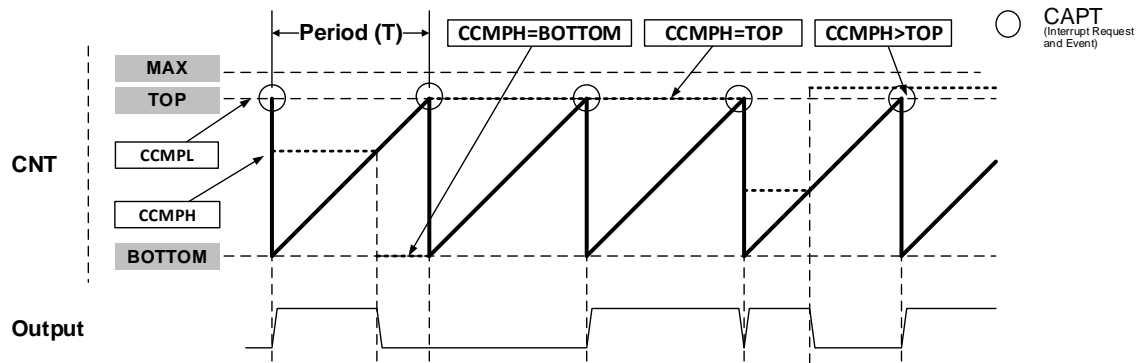 Period (T)
CCMPH=BOTTOM
CCMPH=TOP
CCMPH>TOP
CAPT
(Interrupt Request
and Event)
MAX
TOP
CCMPL
CNT
CCMPH
BOTTOM
Output